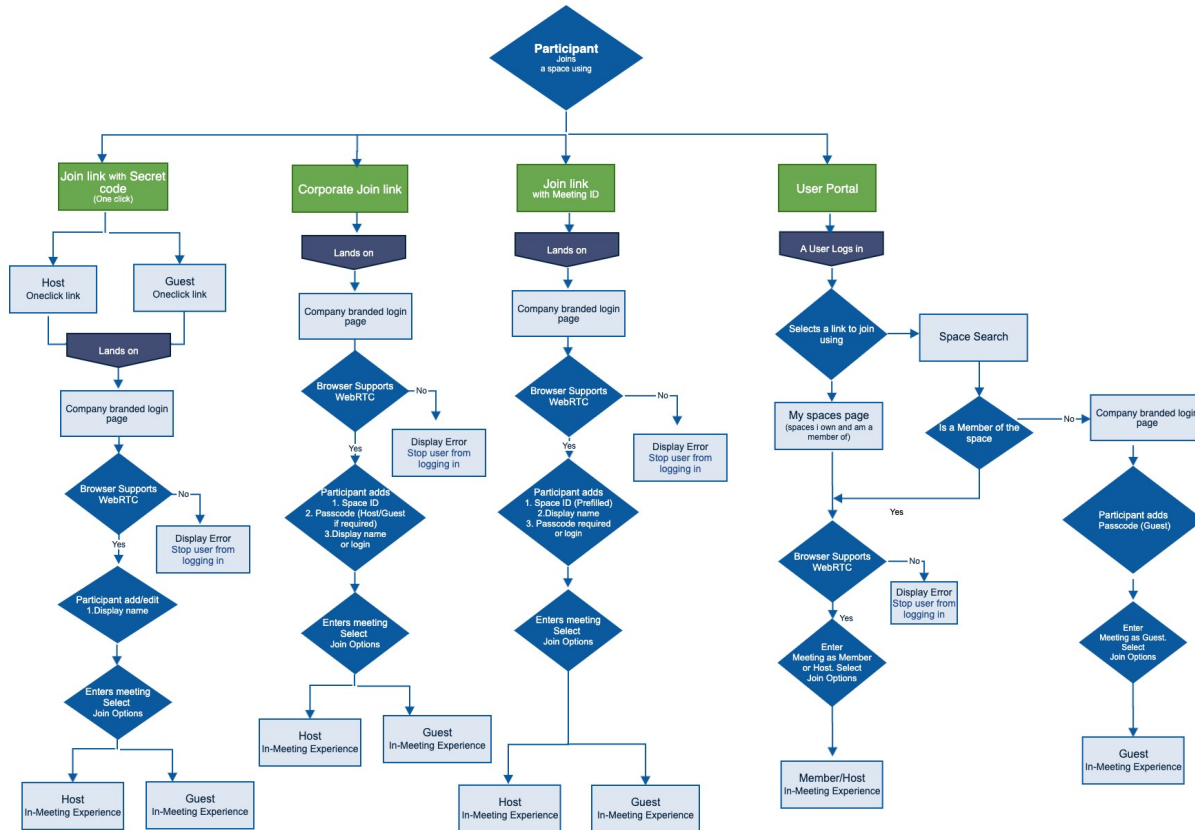 Participant
Joins
a space using
Join link with Secret
code
(One click)
Corporate Join link
Join link
with Meeting ID
User Portal
Host
Oneclick link
Guest
Oneclick link
Lands on
Company branded login
page
Browser Supports
WebRTC
No
Display Error
Stop user from
logging in
Yes
Participant add/edit
1.Display name
Enters meeting
Select
Join Options
Host
In-Meeting Experience
Guest
In-Meeting Experience
Lands on
Company branded login
page
Browser Supports
WebRTC
No
Display Error
Stop user from
logging in
Yes
Participant adds
1. Space ID
2. Passcode (Host/Guest
if required)
3.Display name
or login
Enters meeting
Select
Join Options
Host
In-Meeting Experience
Guest
In-Meeting Experience
Lands on
Company branded login
page
Browser Supports
WebRTC
No
Display Error
Stop user from
logging in
Yes
Participant adds
1. Space ID (Prefilled)
2.Display name
3. Passcode required
or login
Enters meeting
Select
Join Options
Host
In-Meeting Experience
Guest
In-Meeting Experience
A User Logs in
Selects a link to join
using
Space Search
My spaces page
(spaces i own and am a
member of)
Is a Member of the
space
No
Company branded login
page
Yes
Browser Supports
WebRTC
No
Display Error
Stop user from
logging in
Yes
Enter
Meeting as Member
or Host. Select
Join Options
Member/Host
In-Meeting Experience
Participant adds
Passcode (Guest)
Enter
Meeting as Guest.
Select
Join Options
Guest
In-Meeting Experience